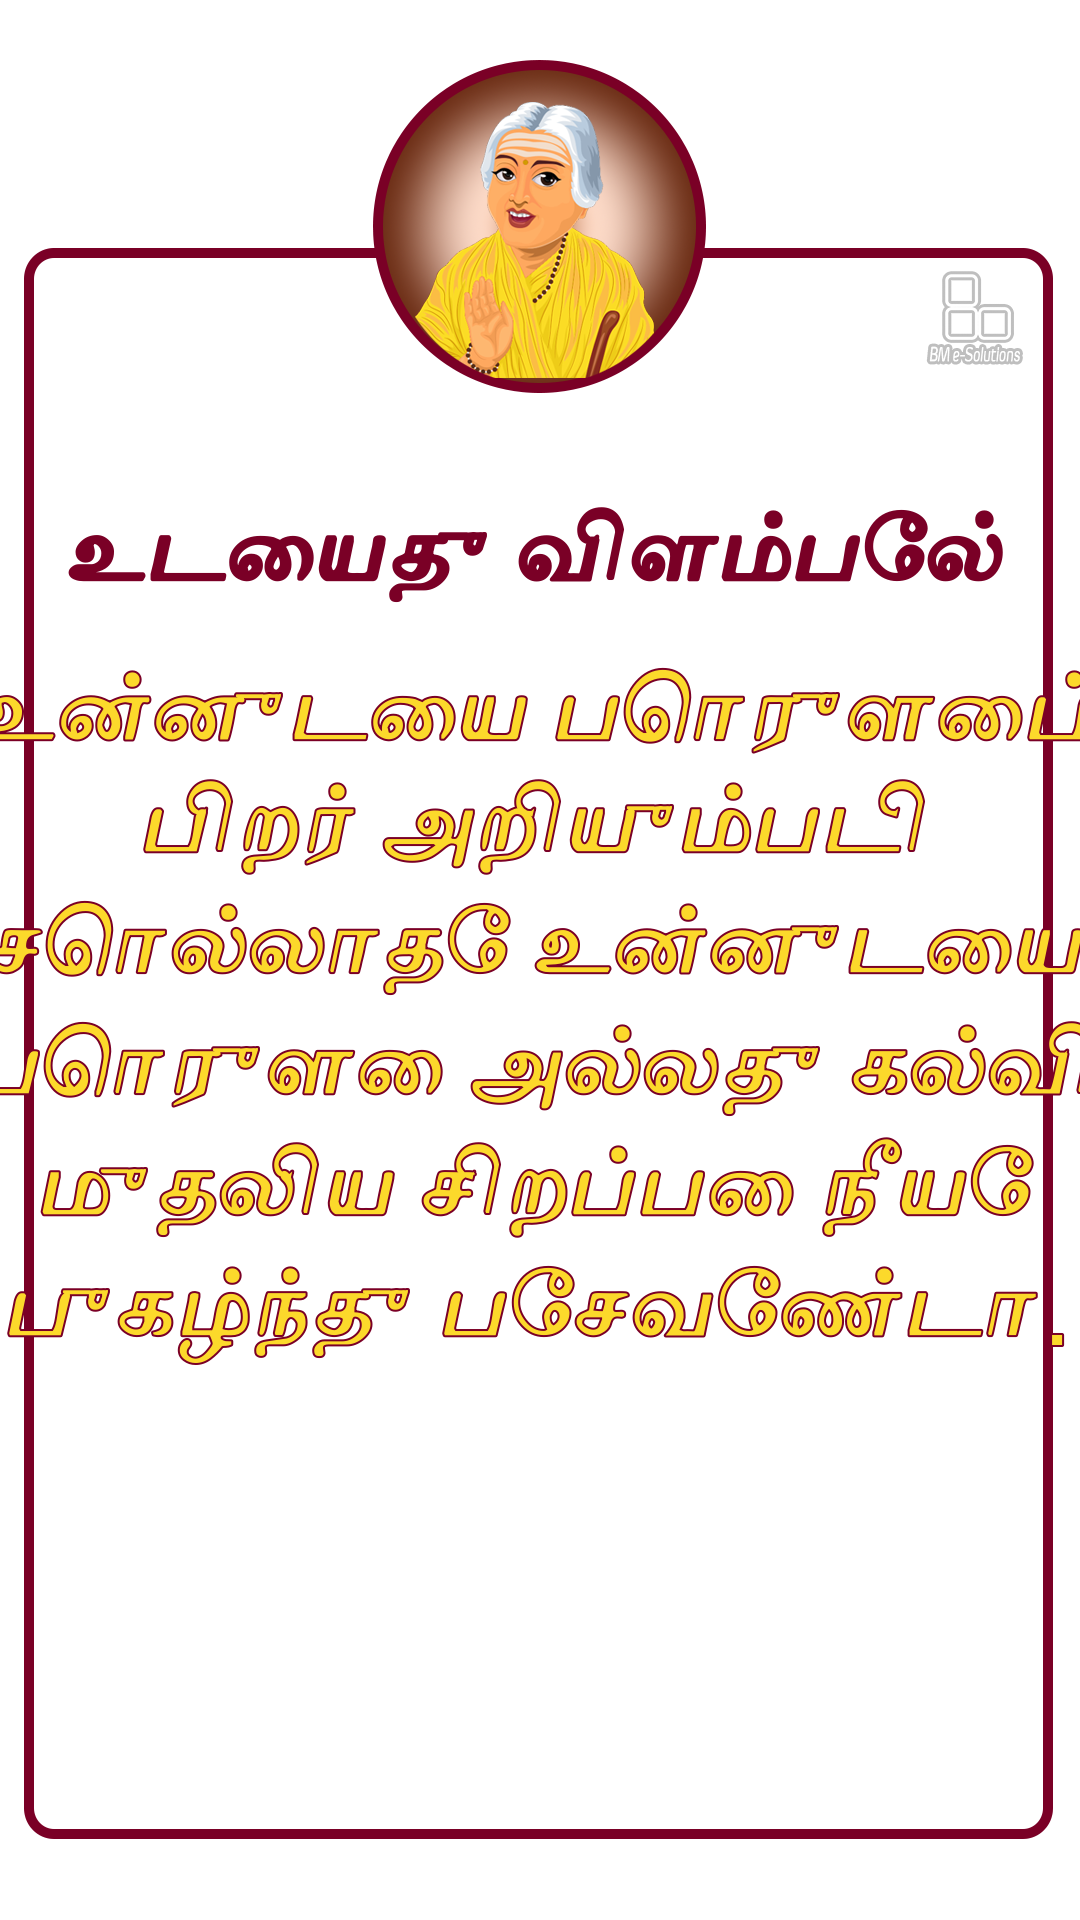 உடையது விளம்பேல்
உன்னுடைய பொருளைப்
பிறர் அறியும்படி
சொல்லாதே உன்னுடைய
பொருளை அல்லது கல்வி
முதலிய சிறப்பை நீயே
புகழ்ந்து பேசவேண்டா.
BM e-Solutions